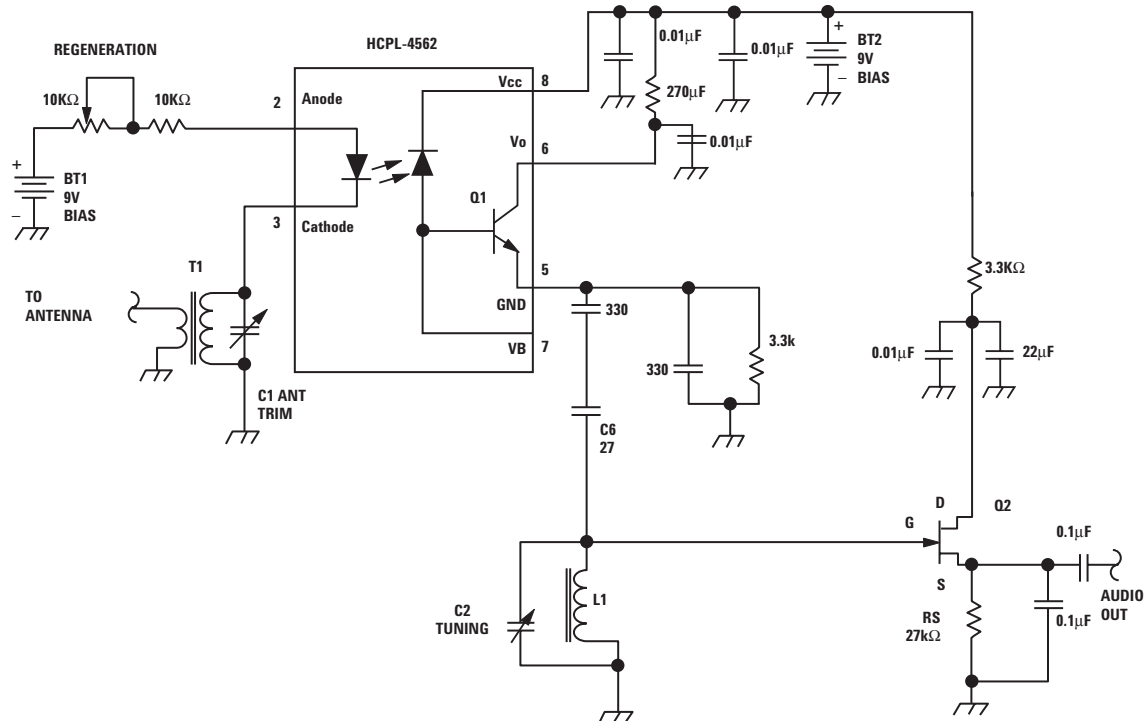 REGENERATION
10KΩ
10KΩ
+
BT1
9V
BIAS
–
TO
ANTENNA
T1
C1 ANT
TRIM
HCPL-4562
2
Anode
3
Cathode
Vcc
8
Vo
6
Q1
5
GND
VB
7
0.01μF
270μF
0.01μF
0.01μF
+
BT2
9V
–
BIAS
330
330
3.3k
C6
27
C2
TUNING
L1
3.3KΩ
0.01μF
22μF
D
Q2
G
S
0.1μF
AUDIO
OUT
RS
27kΩ
0.1μF